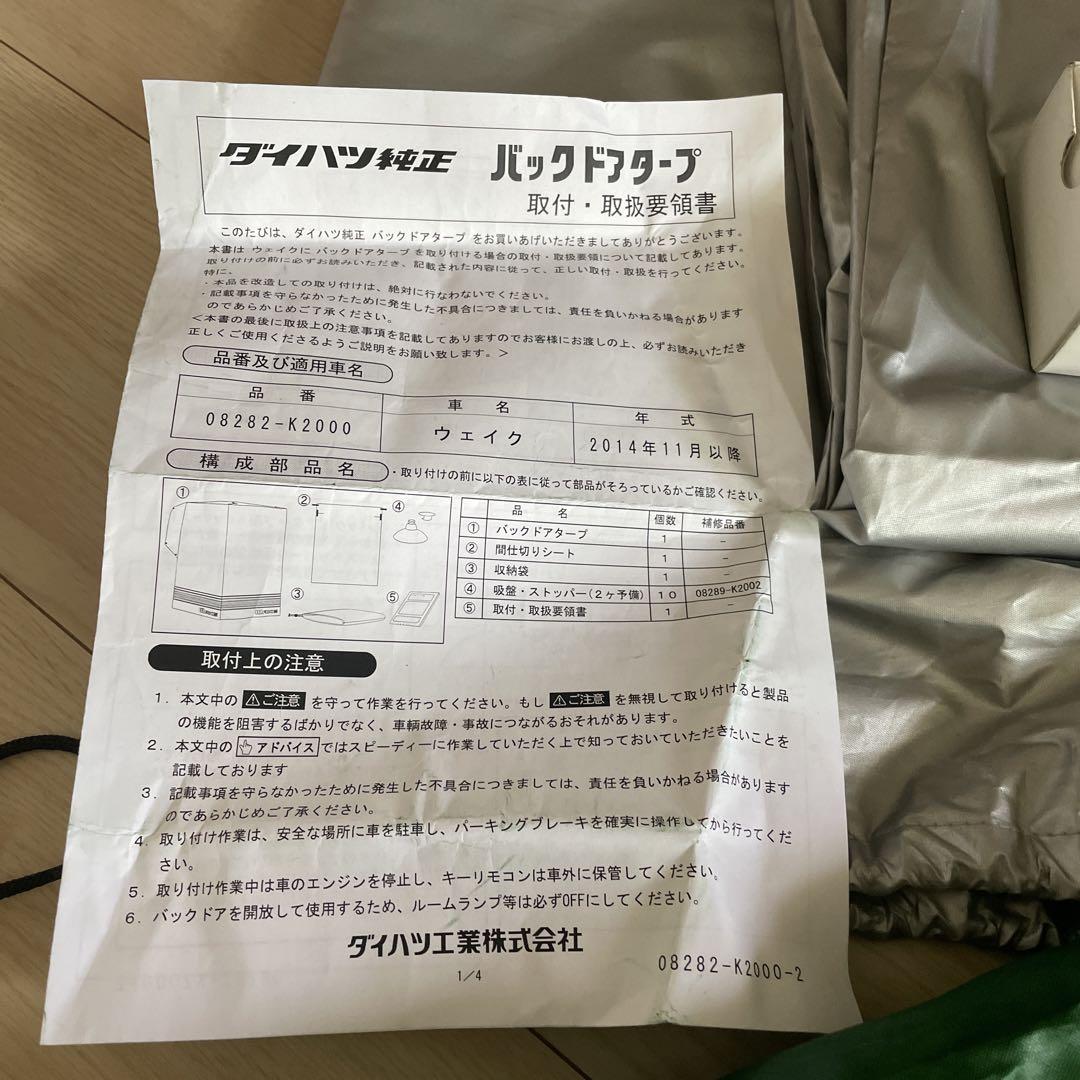 ダイハツ純正 バックドアタープ
取付・取扱要領書
このたびは、ダイハツ純正 バックドアタープ をお買いあげいただきましてありがとうございます。
本書は ウェイクに バックドアタープ を取り付ける場合の取付・取扱要領について記載してあります。
取り付けの前に必ずお読みいただき、記載された内容に従って、正しい取付・取扱を行ってください。
特に、
・本品を改造しての取り付けは、絶対に行なわないでください。
・記載事項を守らなかったために発生した不具合につきましては、責任を負いかねる場合があります
のであらかじめご了承ください。
<本書の最後に取扱上の注意事項を記載してありますのでお客様にお渡しの上、必ずお読みいただき
正しくご使用くださるようご説明をお願い致します。>
品番及び適用車名
品 番 車 名 年 式
08282-K2000 ウェイク 2014年11月以降
構成部品名 ・取り付けの前に以下の表に従って部品がそろっているかご確認ください。
① ② ④ ③ ⑤
品 名 個数 補修品番
① バックドアタープ 1 −
② 間仕切りシート 1 −
③ 収納袋 1 −
④ 吸盤・ストッパー(2ヶ予備) 10 08289-K2002
⑤ 取付・取扱要領書 1 −
取付上の注意
1. 本文中の ⚠ご注意 を守って作業を行ってください。もし ⚠ご注意 を無視して取り付けると製品
の機能を阻害するばかりでなく、車輌故障・事故につながるおそれがあります。
2. 本文中の アドバイス ではスピーディーに作業していただく上で知っておいていただきたいことを
記載しております
3. 記載事項を守らなかったために発生した不具合につきましては、責任を負いかねる場合があります
のであらかじめご了承ください。
4. 取り付け作業は、安全な場所に車を駐車し、パーキングブレーキを確実に操作してから行ってくだ
さい。
5. 取り付け作業中は車のエンジンを停止し、キーリモコンは車外に保管してください。
6. バックドアを開放して使用するため、ルームランプ等は必ずOFFにしてください。
ダイハツ工業株式会社
1/4
08282-K2000-2